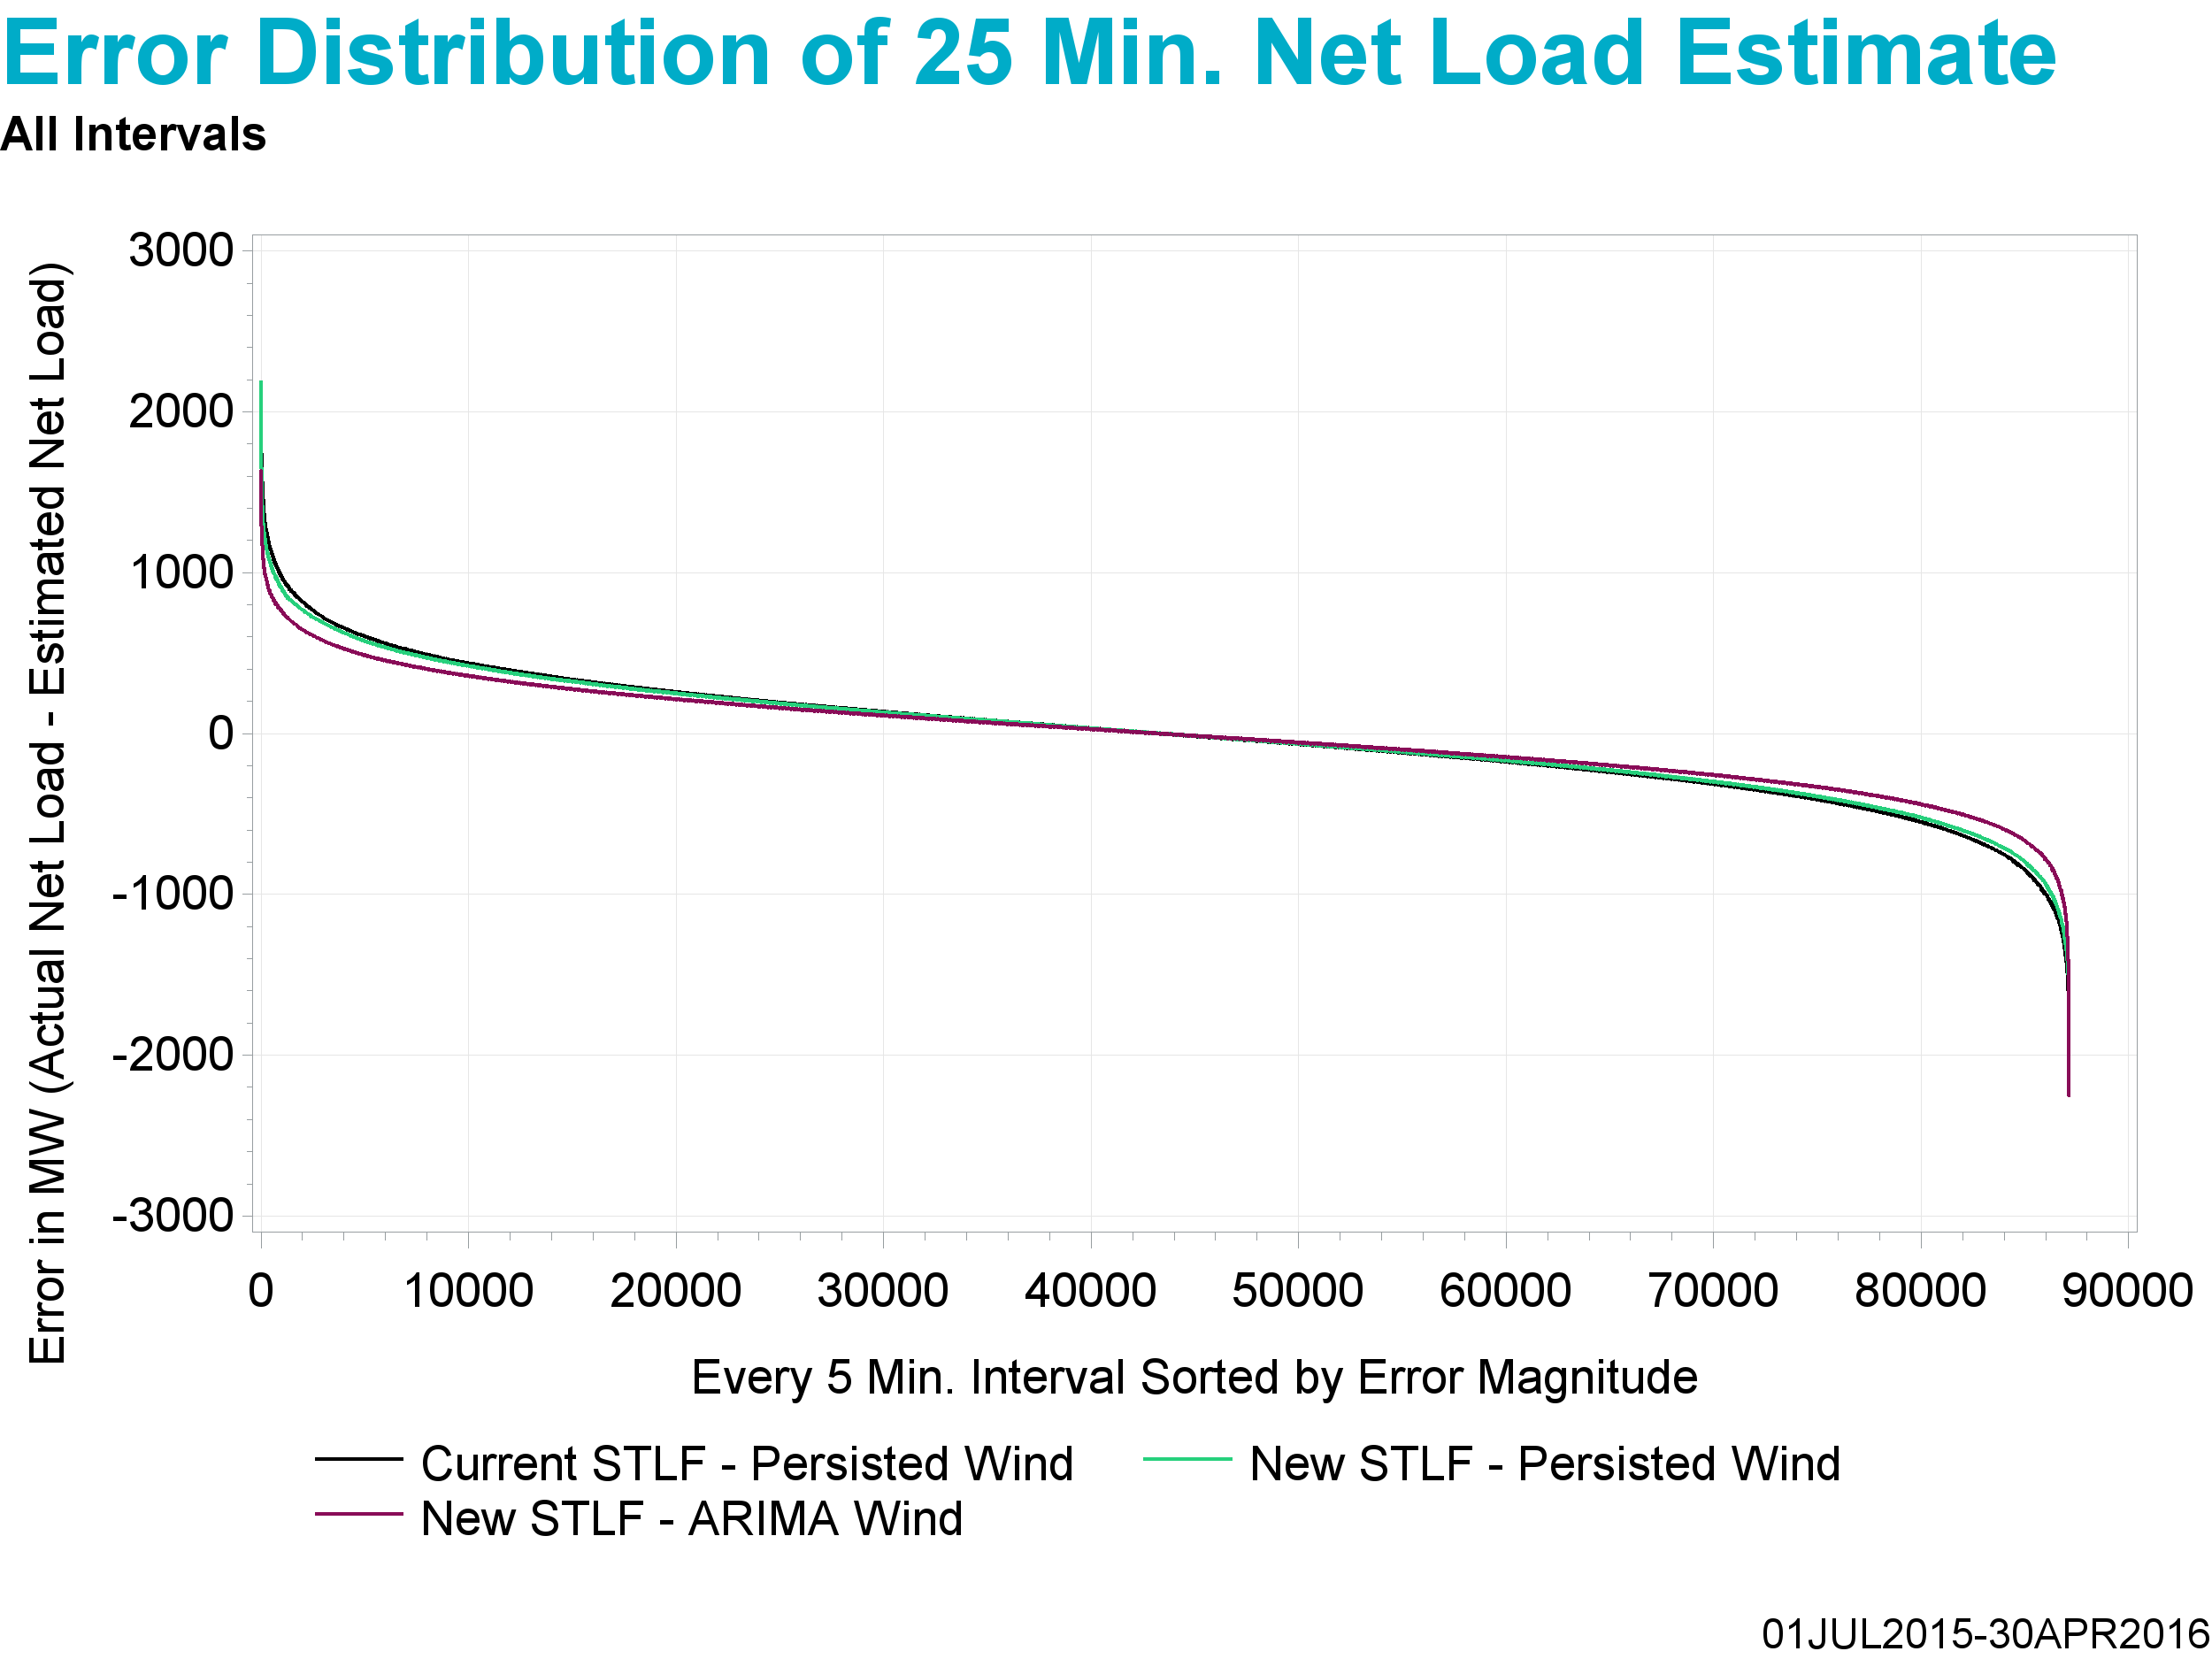 Error Distribution of 25 Min. Net Load Estimate
All Intervals
Error in MW (Actual Net Load - Estimated Net Load)
3000
2000
1000
0
-1000
-2000
-3000
0 10000 20000 30000 40000 50000 60000 70000 80000 90000
Every 5 Min. Interval Sorted by Error Magnitude
Current STLF - Persisted Wind New STLF - Persisted Wind
New STLF - ARIMA Wind
01JUL2015-30APR2016